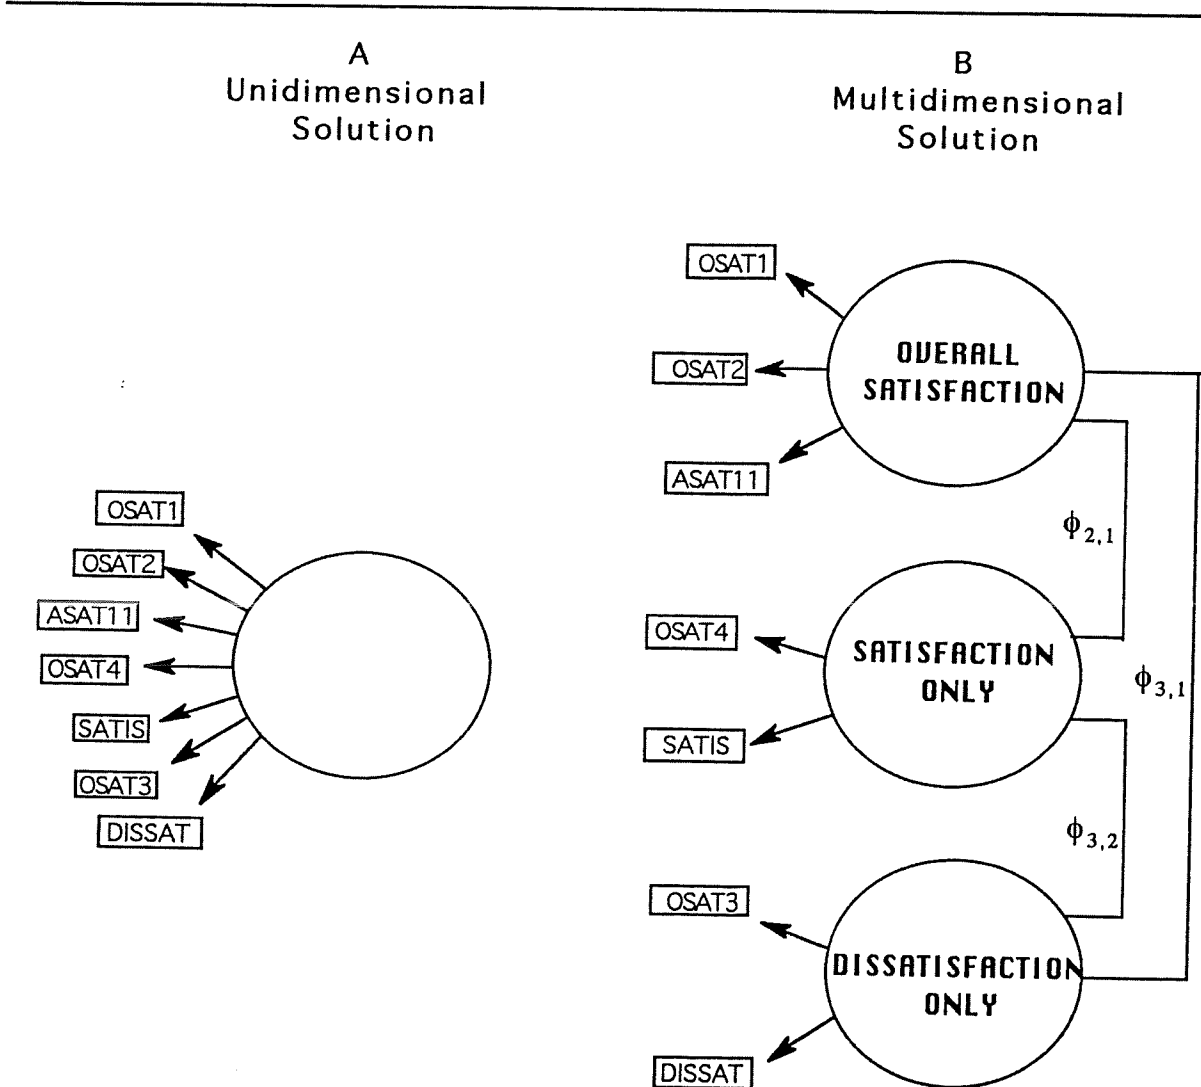 A
Unidimensional
Solution
OSAT1
OSAT2
ASAT11
OSAT4
SATIS
OSAT3
DISSAT
B
Multidimensional
Solution
OSAT1
OVERALL
SATISFACTION
OSAT2
ASAT11
ϕ2,1
OSAT4
SATISFACTION
ONLY
ϕ3,1
SATIS
ϕ3,2
OSAT3
DISSATISFACTION
ONLY
DISSAT